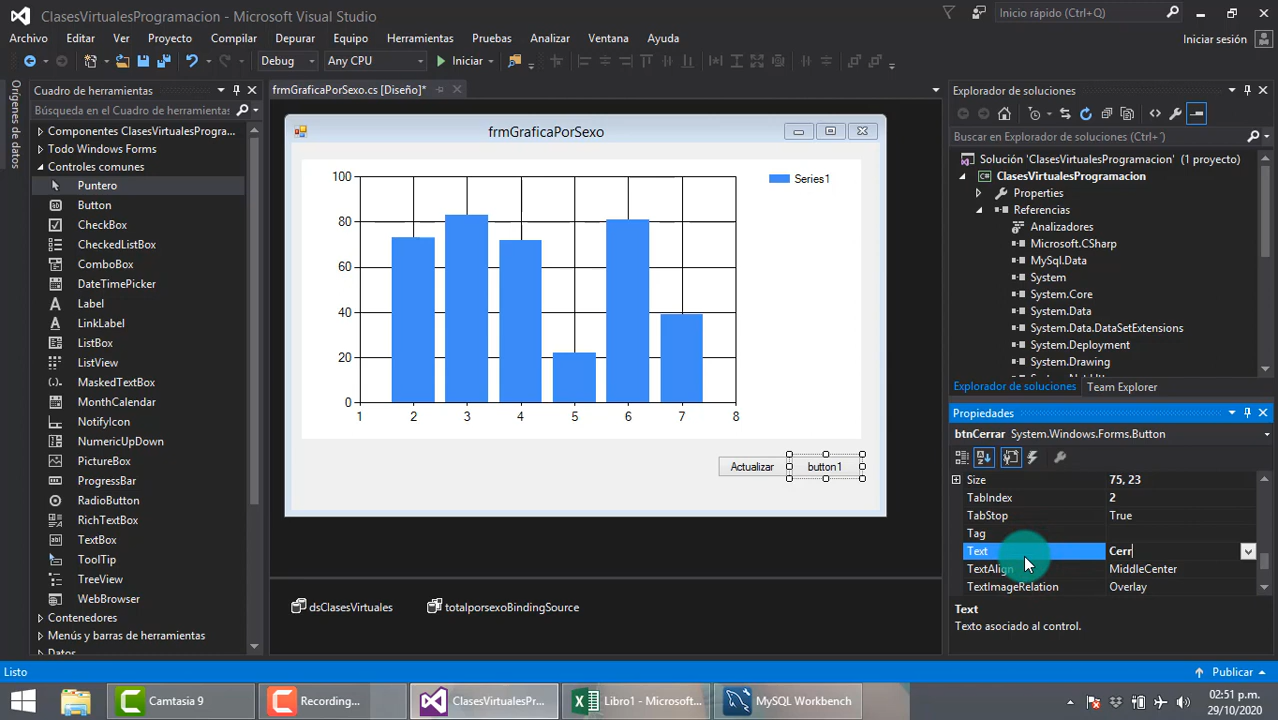 ClasesVirtualesProgramacion - Microsoft Visual Studio
Inicio rápido (Ctrl+Q)
Archivo Editar Ver Proyecto Compilar Depurar Equipo Herramientas Pruebas Analizar Ventana Ayuda
Iniciar sesión
Debug Any CPU Iniciar
Orígenes de datos
Cuadro de herramientas
Búsqueda en el Cuadro de herramientas
Componentes ClasesVirtualesProgra...
Todo Windows Forms
Controles comunes
Puntero
Button
CheckBox
CheckedListBox
ComboBox
DateTimePicker
Label
LinkLabel
ListBox
ListView
MaskedTextBox
MonthCalendar
NotifyIcon
NumericUpDown
PictureBox
ProgressBar
RadioButton
RichTextBox
TextBox
ToolTip
TreeView
WebBrowser
Contenedores
Menús y barras de herramientas
Datos
frmGraficaPorSexo.cs [Diseño]*
frmGraficaPorSexo
100
80
60
40
20
0
1 2 3 4 5 6 7 8
Series1
Actualizar button1
dsClasesVirtuales totalporsexoBindingSource
Explorador de soluciones
Buscar en Explorador de soluciones (Ctrl+´)
Solución 'ClasesVirtualesProgramacion' (1 proyecto)
ClasesVirtualesProgramacion
Properties
Referencias
Analizadores
Microsoft.CSharp
MySql.Data
System
System.Core
System.Data
System.Data.DataSetExtensions
System.Deployment
System.Drawing
Explorador de soluciones Team Explorer
Propiedades
btnCerrar System.Windows.Forms.Button
Size 75, 23
TabIndex 2
TabStop True
Tag
Text Cerr
TextAlign MiddleCenter
TextImageRelation Overlay
Text
Texto asociado al control.
Listo
Publicar
Camtasia 9
Recording...
ClasesVirtualesPr...
Libro1 - Microsoft...
MySQL Workbench
02:51 p.m.
29/10/2020